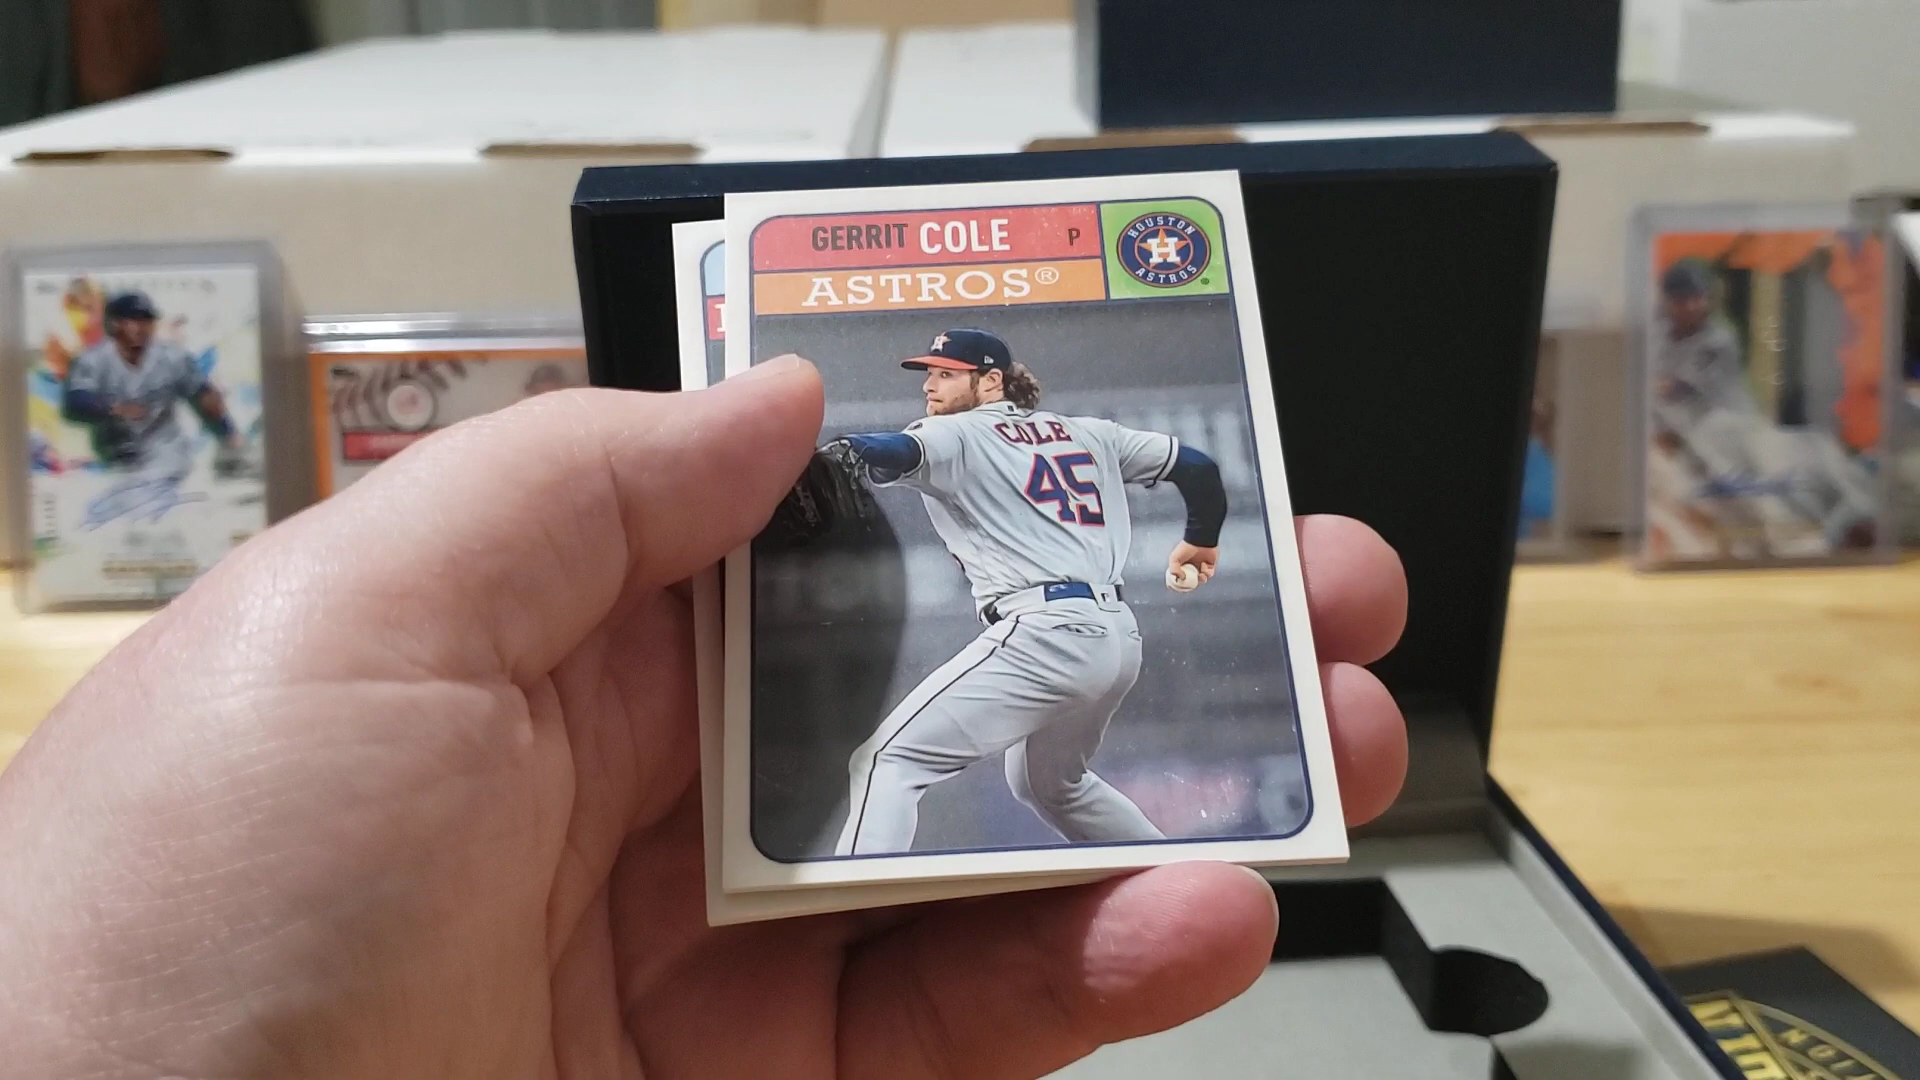 GERRIT COLE P
ASTROS®
HOUSTON
H
ASTROS
COLE
45